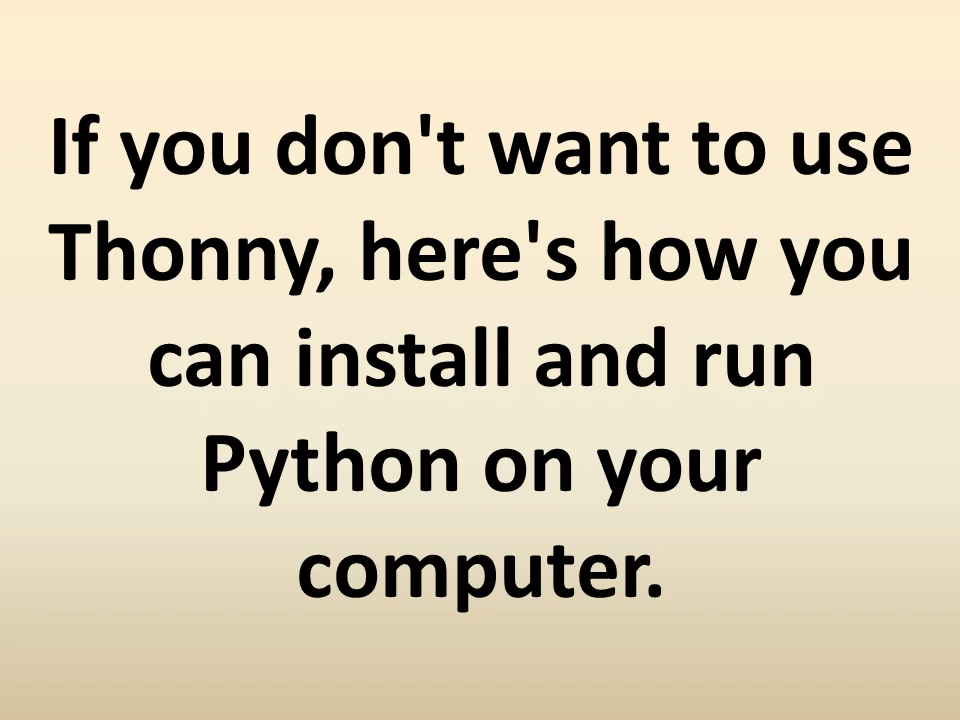 If you don't want to use
Thonny, here's how you
can install and run
Python on your
computer.